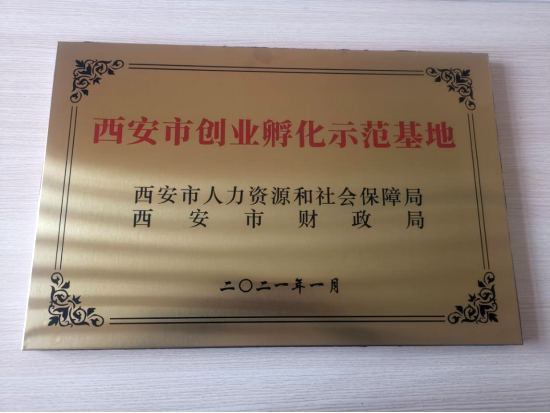 西安市创业孵化示范基地
西安市人力资源和社会保障局
西安市财政局
二〇二一年一月